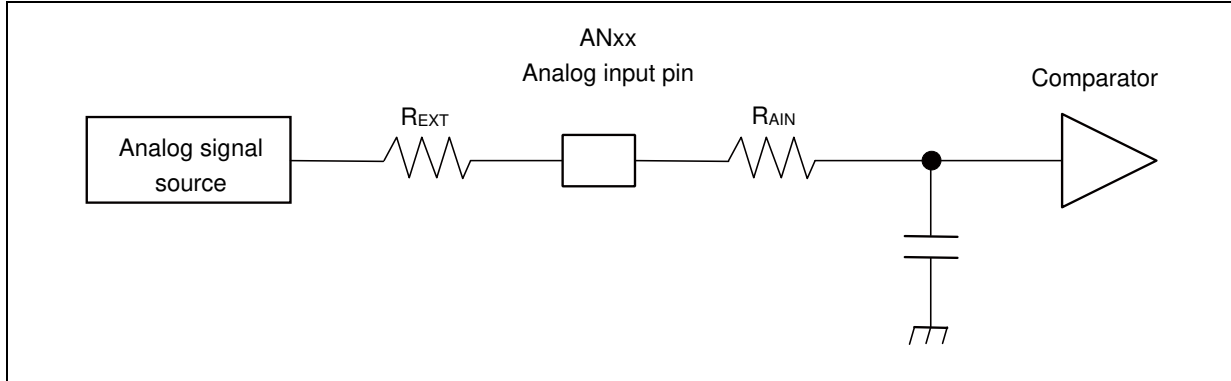 ANxx
Analog input pin
Comparator
REXT
RAIN
Analog signal
source